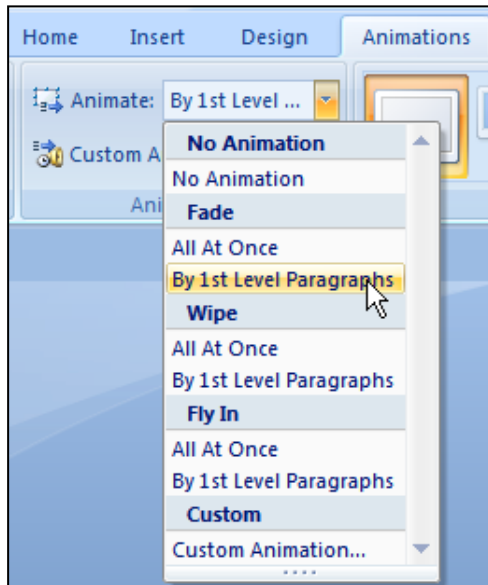 Home Insert Design Animations
Animate: By 1st Level ...
Custom A
Ani
No Animation
No Animation
Fade
All At Once
By 1st Level Paragraphs
Wipe
All At Once
By 1st Level Paragraphs
Fly In
All At Once
By 1st Level Paragraphs
Custom
Custom Animation...